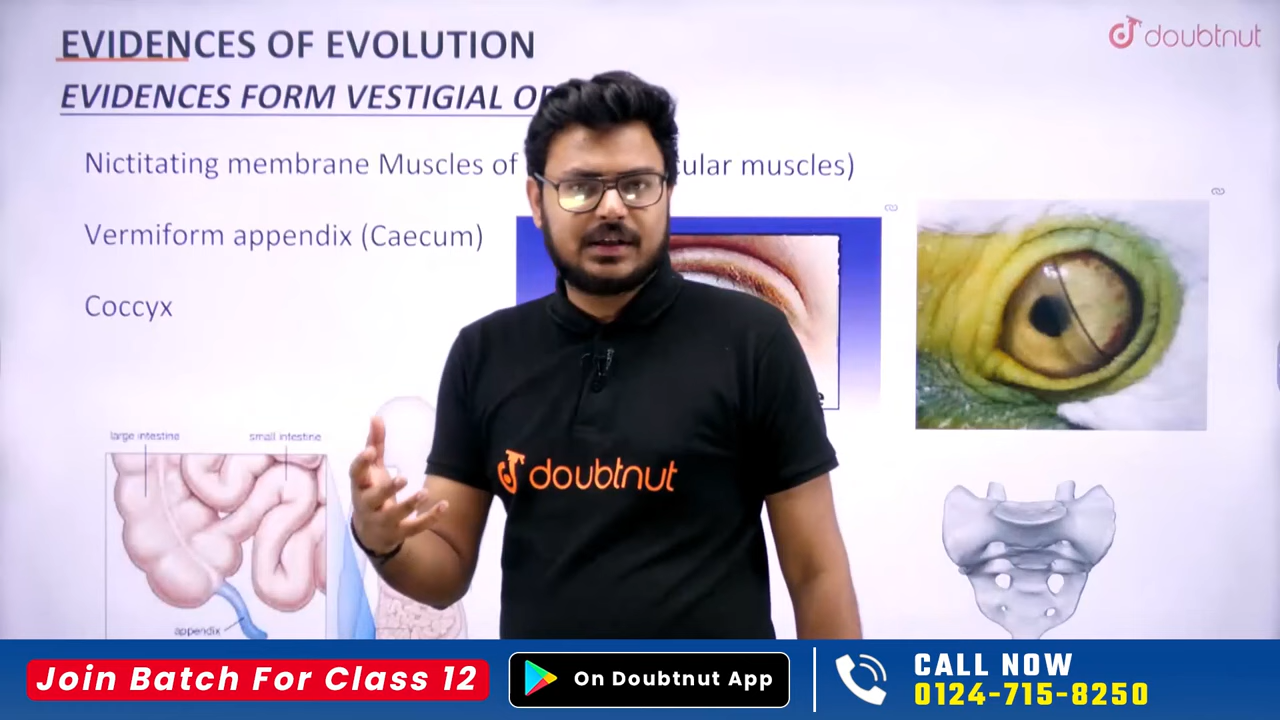 EVIDENCES OF EVOLUTION
doubtnut
EVIDENCES FORM VESTIGIAL
Nictitating membrane Muscles of muscles)
Vermiform appendix (Caecum)
Coccyx
large intestine
small intestine
doubtnut
appendix
Join Batch For Class 12
On Doubtnut App
CALL NOW
0124-715-8250